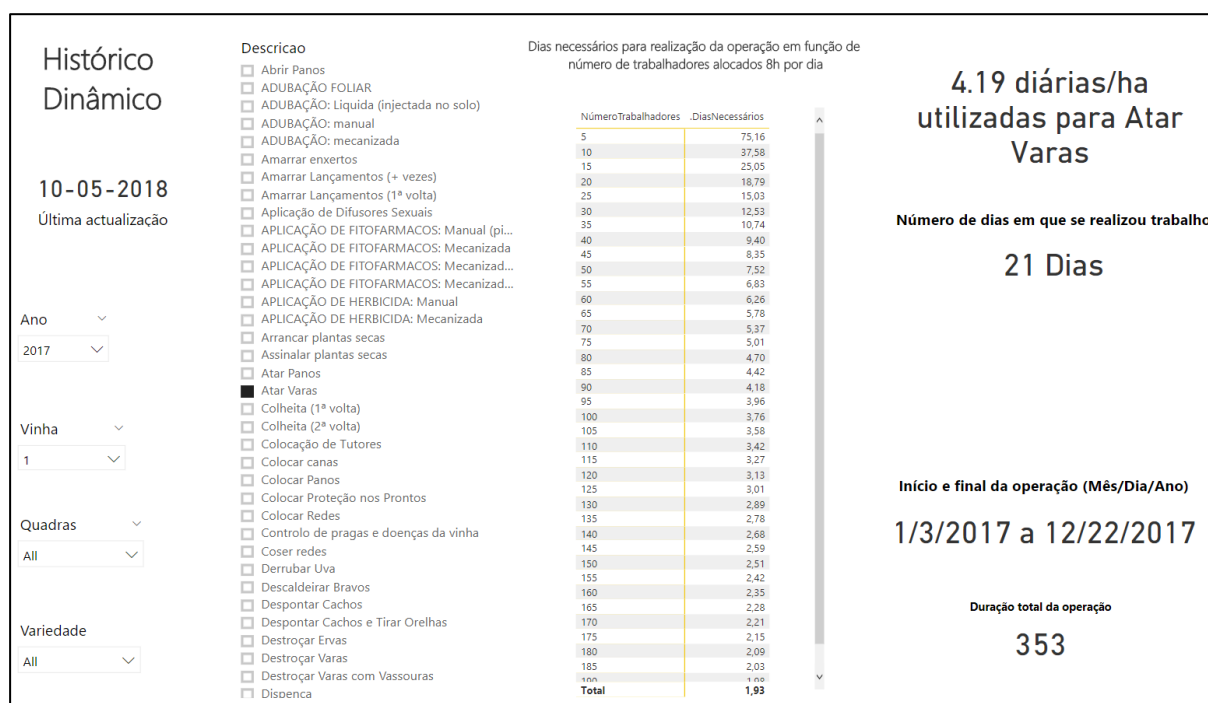 Histórico
Dinâmico
10-05-2018
Última actualização
Ano
2017
Vinha
1
Quadras
All
Variedade
All
Descricao
Abrir Panos
ADUBAÇÃO FOLIAR
ADUBAÇÃO: Liquida (injectada no solo)
ADUBAÇÃO: manual
ADUBAÇÃO: mecanizada
Amarrar enxertos
Amarrar Lançamentos (+ vezes)
Amarrar Lançamentos (1ª volta)
Aplicação de Difusores Sexuais
APLICAÇÃO DE FITOFARMACOS: Manual (pi...
APLICAÇÃO DE FITOFARMACOS: Mecanizada
APLICAÇÃO DE FITOFARMACOS: Mecanizad...
APLICAÇÃO DE FITOFARMACOS: Mecanizad...
APLICAÇÃO DE HERBICIDA: Manual
APLICAÇÃO DE HERBICIDA: Mecanizada
Arrancar plantas secas
Assinalar plantas secas
Atar Panos
Atar Varas
Colheita (1ª volta)
Colheita (2ª volta)
Colocação de Tutores
Colocar canas
Colocar Panos
Colocar Proteção nos Prontos
Colocar Redes
Controlo de pragas e doenças da vinha
Coser redes
Derrubar Uva
Descaldeirar Bravos
Despontar Cachos
Despontar Cachos e Tirar Orelhas
Destroçar Ervas
Destroçar Varas
Destroçar Varas com Vassouras
Dispensa
Dias necessários para realização da operação em função de
número de trabalhadores alocados 8h por dia
NúmeroTrabalhadores .DiasNecessários
5 75,16
10 37,58
15 25,05
20 18,79
25 15,03
30 12,53
35 10,74
40 9,40
45 8,35
50 7,52
55 6,83
60 6,26
65 5,78
70 5,37
75 5,01
80 4,70
85 4,42
90 4,18
95 3,96
100 3,76
105 3,58
110 3,42
115 3,27
120 3,13
125 3,01
130 2,89
135 2,78
140 2,68
145 2,59
150 2,51
155 2,42
160 2,35
165 2,28
170 2,21
175 2,15
180 2,09
185 2,03
190 1,98
Total 1,93
4.19 diárias/ha
utilizadas para Atar
Varas
Número de dias em que se realizou trabalho
21 Dias
Início e final da operação (Mês/Dia/Ano)
1/3/2017 a 12/22/2017
Duração total da operação
353